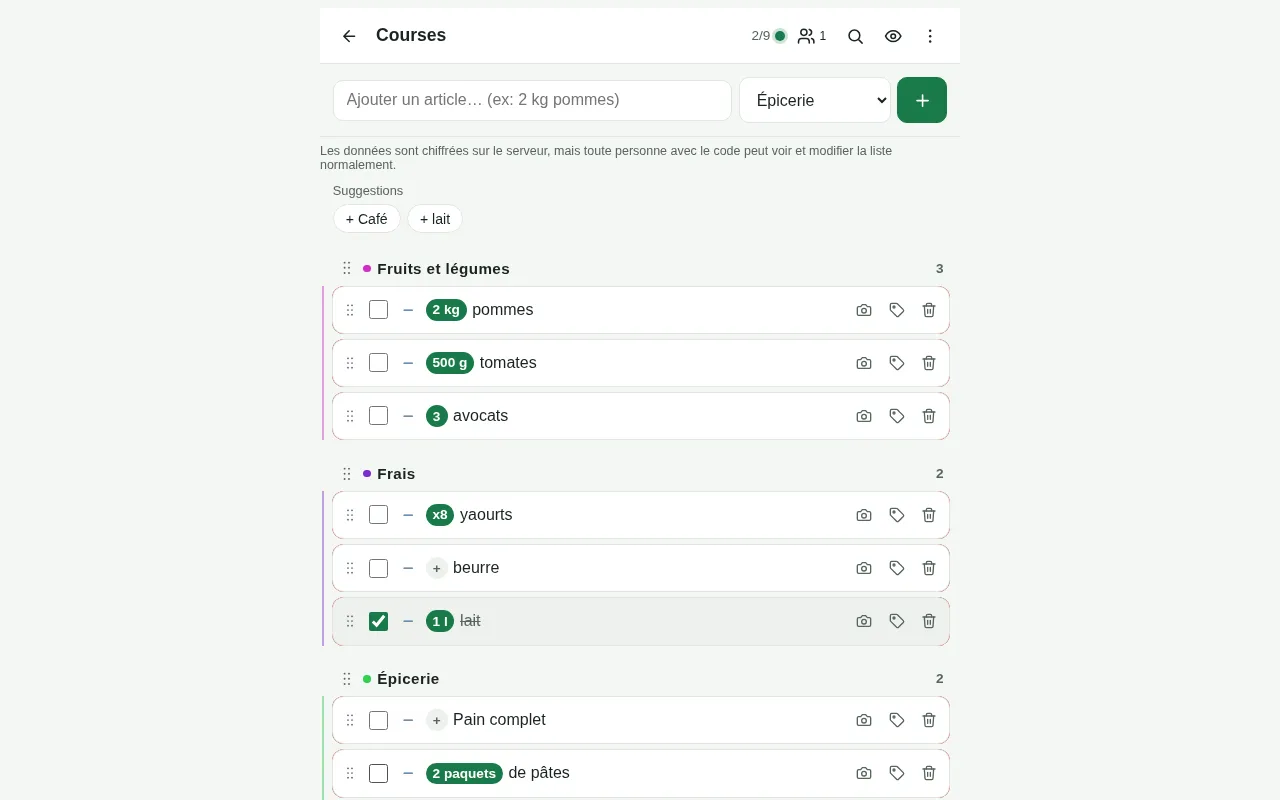 Courses
2/9 1
Ajouter un article… (ex: 2 kg pommes)
Épicerie
+
Les données sont chiffrées sur le serveur, mais toute personne avec le code peut voir et modifier la liste
normalement.
Suggestions
+ Café + lait
Fruits et légumes 3
2 kg pommes
500 g tomates
3 avocats
Frais 2
x8 yaourts
+ beurre
1 l lait
Épicerie 2
+ Pain complet
2 paquets de pâtes